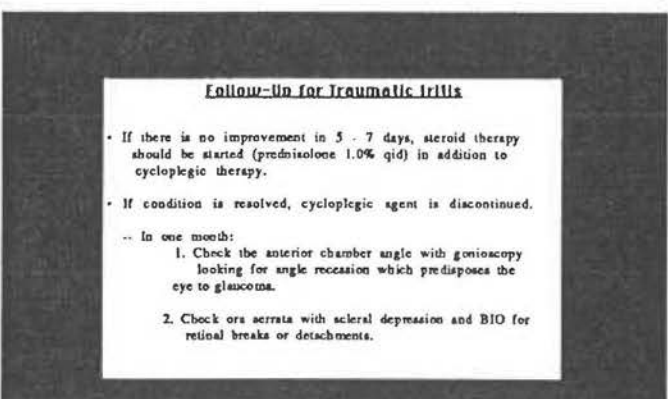 Follow-Up for Traumatic Iritis
• If there is no improvement in 5 - 7 days, steroid therapy
should be started (prednisolone 1.0% qid) in addition to
cycloplegic therapy.
• If condition is resolved, cycloplegic agent is discontinued.
-- In one month:
1. Check the anterior chamber angle with gonioscopy
looking for angle recession which predisposes the
eye to glaucoma.
2. Check ora serrata with scleral depression and BIO for
retinal breaks or detachments.